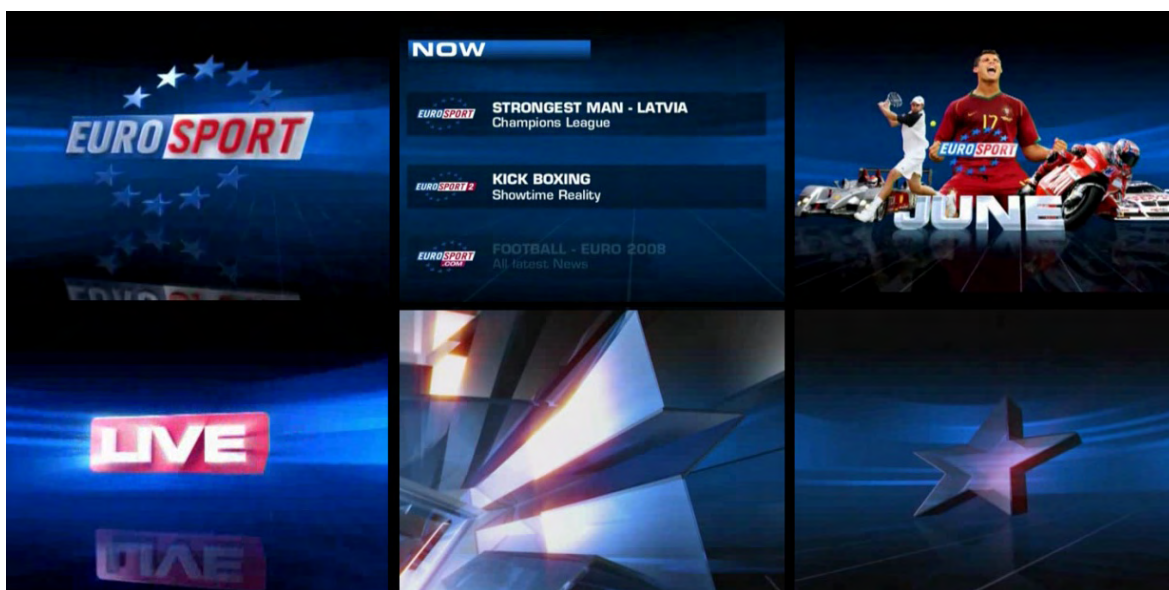 EUROSPORT
NOW
EUROSPORT
STRONGEST MAN - LATVIA
Champions League
EUROSPORT 2
KICK BOXING
Showtime Reality
EUROSPORT
.COM
FOOTBALL - EURO 2008
All latest News
17
EUROSPORT
JUNE
LIVE